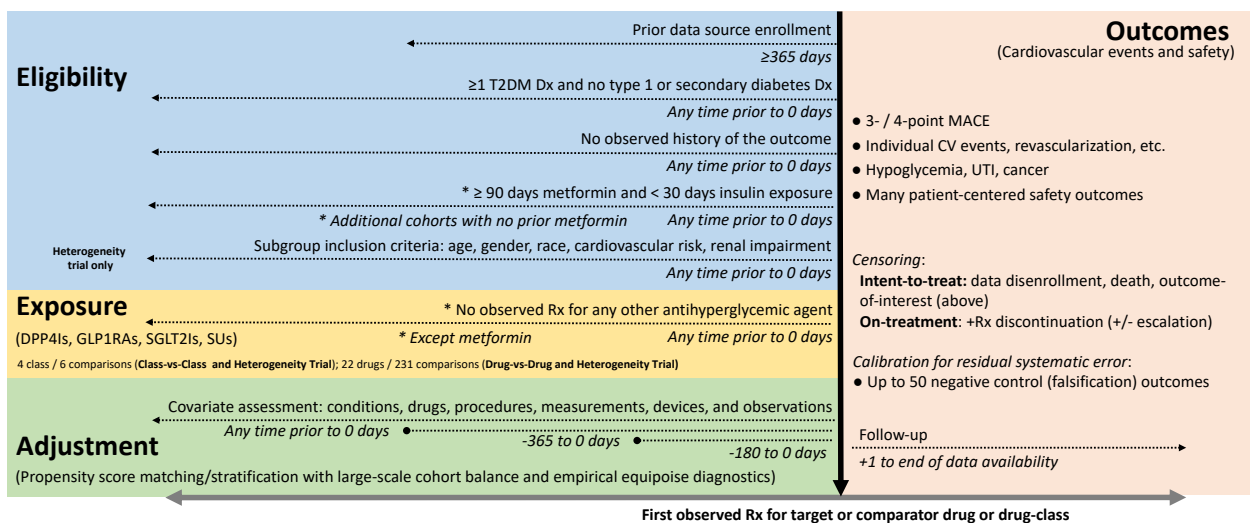 Eligibility
Prior data source enrollment
≥365 days
≥1 T2DM Dx and no type 1 or secondary diabetes Dx
Any time prior to 0 days
No observed history of the outcome
Any time prior to 0 days
* ≥ 90 days metformin and < 30 days insulin exposure
* Additional cohorts with no prior metformin Any time prior to 0 days
Heterogeneity
trial only
Subgroup inclusion criteria: age, gender, race, cardiovascular risk, renal impairment
Any time prior to 0 days
Exposure
* No observed Rx for any other antihyperglycemic agent
(DPP4Is, GLP1RAs, SGLT2Is, SUs)
* Except metformin Any time prior to 0 days
4 class / 6 comparisons (Class-vs-Class and Heterogeneity Trial); 22 drugs / 231 comparisons (Drug-vs-Drug and Heterogeneity Trial)
Covariate assessment: conditions, drugs, procedures, measurements, devices, and observations
Any time prior to 0 days
-365 to 0 days
-180 to 0 days
Adjustment
(Propensity score matching/stratification with large-scale cohort balance and empirical equipoise diagnostics)
Outcomes
(Cardiovascular events and safety)
● 3- / 4-point MACE
● Individual CV events, revascularization, etc.
● Hypoglycemia, UTI, cancer
● Many patient-centered safety outcomes
Censoring:
Intent-to-treat: data disenrollment, death, outcome-
of-interest (above)
On-treatment: +Rx discontinuation (+/- escalation)
Calibration for residual systematic error:
● Up to 50 negative control (falsification) outcomes
Follow-up
+1 to end of data availability
First observed Rx for target or comparator drug or drug-class